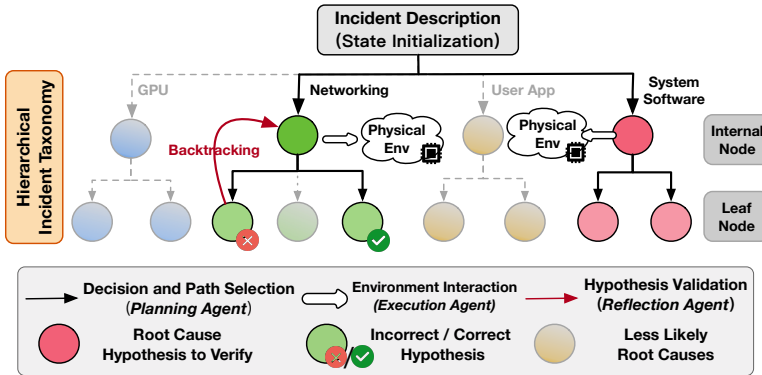 Incident Description
(State Initialization)
Hierarchical
Incident Taxonomy
GPU
Networking
User App
System
Software
Backtracking
Physical
Env
Physical
Env
Internal
Node
Leaf
Node
Decision and Path Selection
(Planning Agent)
Environment Interaction
(Execution Agent)
Hypothesis Validation
(Reflection Agent)
Root Cause
Hypothesis to Verify
/
Incorrect / Correct
Hypothesis
Less Likely
Root Causes